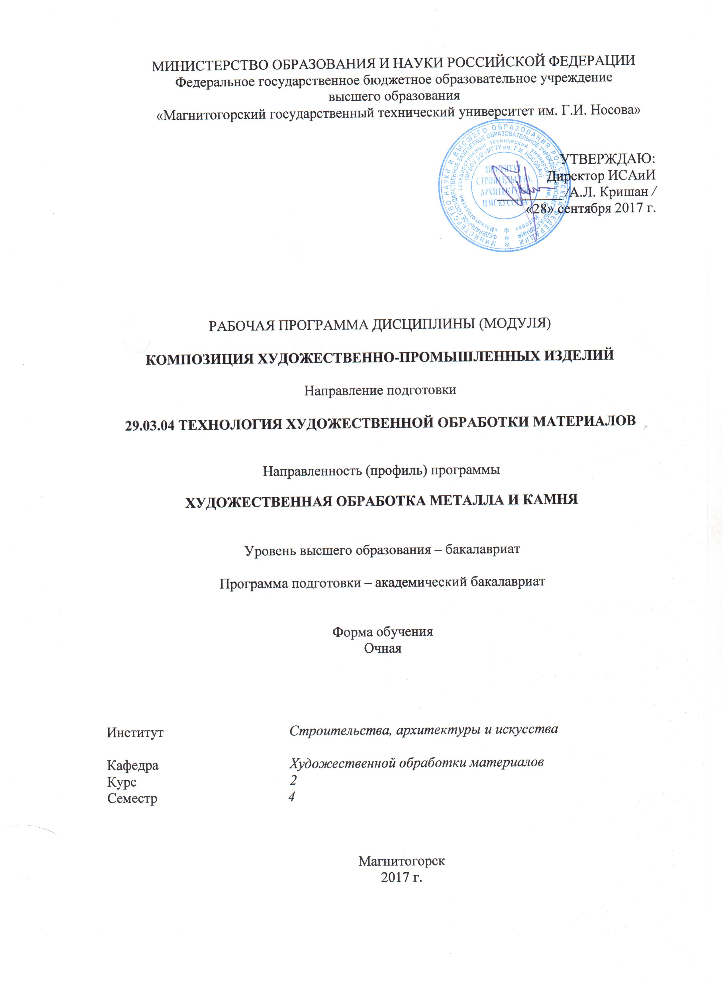 МИНИСТЕРСТВО ОБРАЗОВАНИЯ И НАУКИ РОССИЙСКОЙ ФЕДЕРАЦИИ
Федеральное государственное бюджетное образовательное учреждение
высшего образования
«Магнитогорский государственный технический университет им. Г.И. Носова»
УТВЕРЖДАЮ:
Директор ИСАиИ
/А.Л. Кришан /
«28» сентября 2017 г.
МИНИСТЕРСТВО НАУКИ И ВЫСШЕГО ОБРАЗОВАНИЯ РОССИЙСКОЙ ФЕДЕРАЦИИ
ФЕДЕРАЛЬНОЕ ГОСУДАРСТВЕННОЕ БЮДЖЕТНОЕ ОБРАЗОВАТЕЛЬНОЕ УЧРЕЖДЕНИЕ ВЫСШЕГО ОБРАЗОВАНИЯ
«Магнитогорский государственный технический университет им. Г.И. Носова»
(ФГБОУ ВО «МГТУ им. Г.И. НОСОВА»)
ИНСТИТУТ
СТРОИТЕЛЬСТВА,
АРХИТЕКТУРЫ
И ИСКУССТВА
РАБОЧАЯ ПРОГРАММА ДИСЦИПЛИНЫ (МОДУЛЯ)
КОМПОЗИЦИЯ ХУДОЖЕСТВЕННО-ПРОМЫШЛЕННЫХ ИЗДЕЛИЙ
Направление подготовки
29.03.04 ТЕХНОЛОГИЯ ХУДОЖЕСТВЕННОЙ ОБРАБОТКИ МАТЕРИАЛОВ
Направленность (профиль) программы
ХУДОЖЕСТВЕННАЯ ОБРАБОТКА МЕТАЛЛА И КАМНЯ
Уровень высшего образования – бакалавриат
Программа подготовки – академический бакалавриат
Форма обучения
Очная
Институт Строительства, архитектуры и искусства
Кафедра Художественной обработки материалов
Курс 2
Семестр 4
Магнитогорск
2017 г.